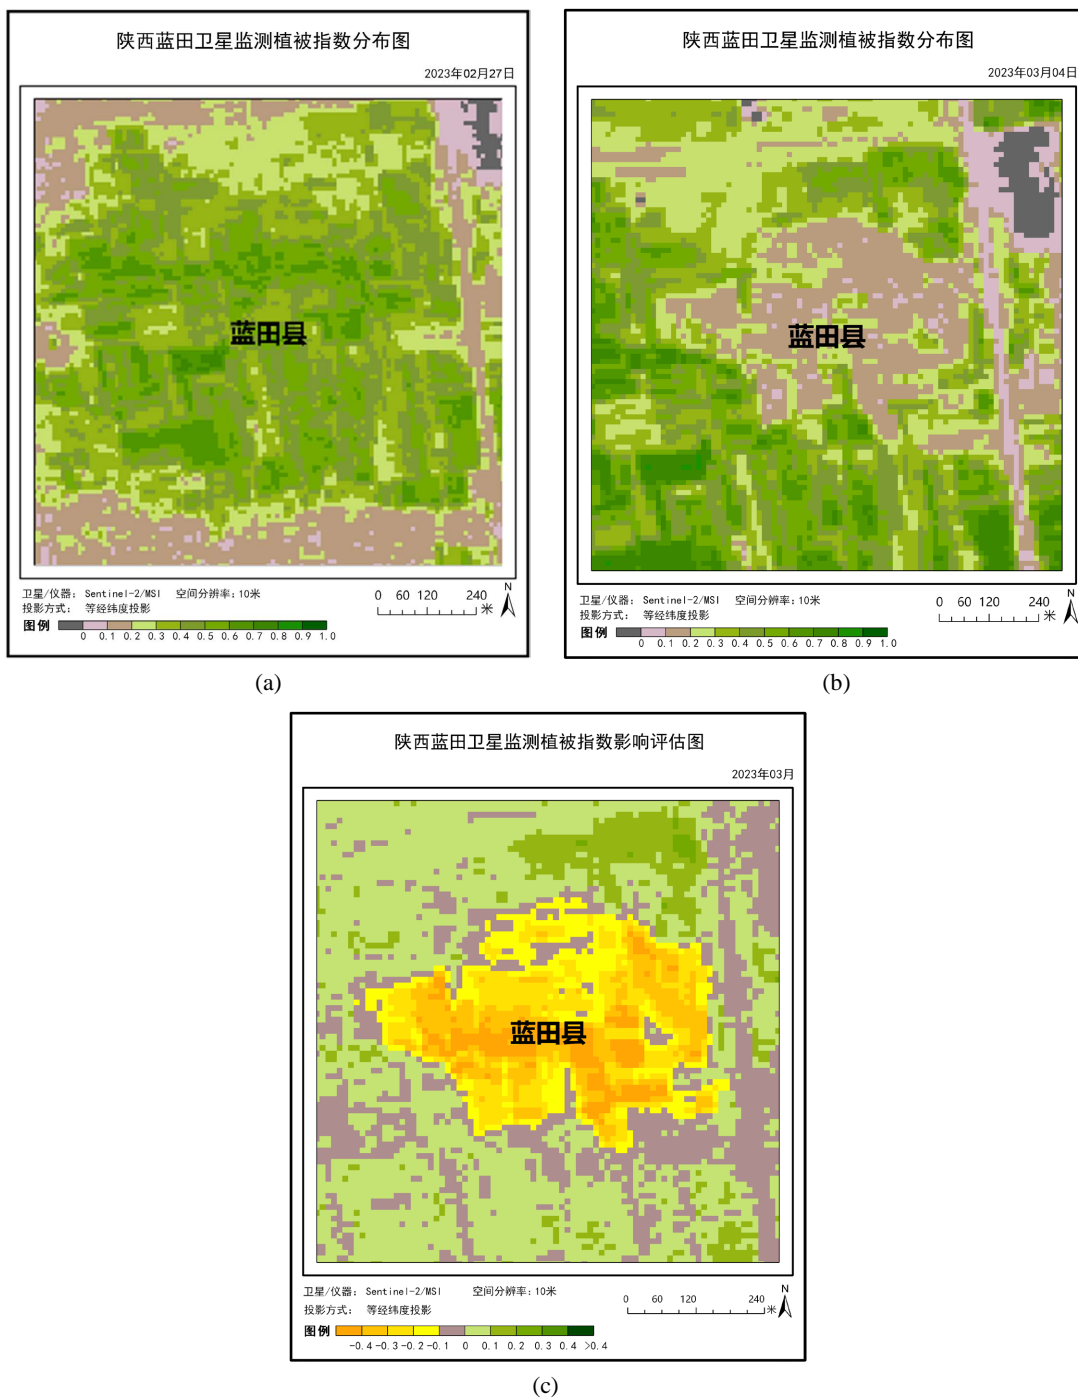 陕西蓝田卫星监测植被指数分布图
2023年02月27日
蓝田县
卫星/仪器: Sentinel-2/MSI 空间分辨率:10米
投影方式: 等经纬度投影
0 60 120 240 米
N
图例
0 0.1 0.2 0.3 0.4 0.5 0.6 0.7 0.8 0.9 1.0
(a)
陕西蓝田卫星监测植被指数分布图
2023年03月04日
蓝田县
卫星/仪器: Sentinel-2/MSI 空间分辨率:10米
投影方式: 等经纬度投影
0 60 120 240 米
N
图例
0 0.1 0.2 0.3 0.4 0.5 0.6 0.7 0.8 0.9 1.0
(b)
陕西蓝田卫星监测植被指数影响评估图
2023年03月
蓝田县
卫星/仪器: Sentinel-2/MSI 空间分辨率:10米
投影方式: 等经纬度投影
0 60 120 240 米
N
图例
-0.4 -0.3 -0.2 -0.1 0 0.1 0.2 0.3 0.4 >0.4
(c)